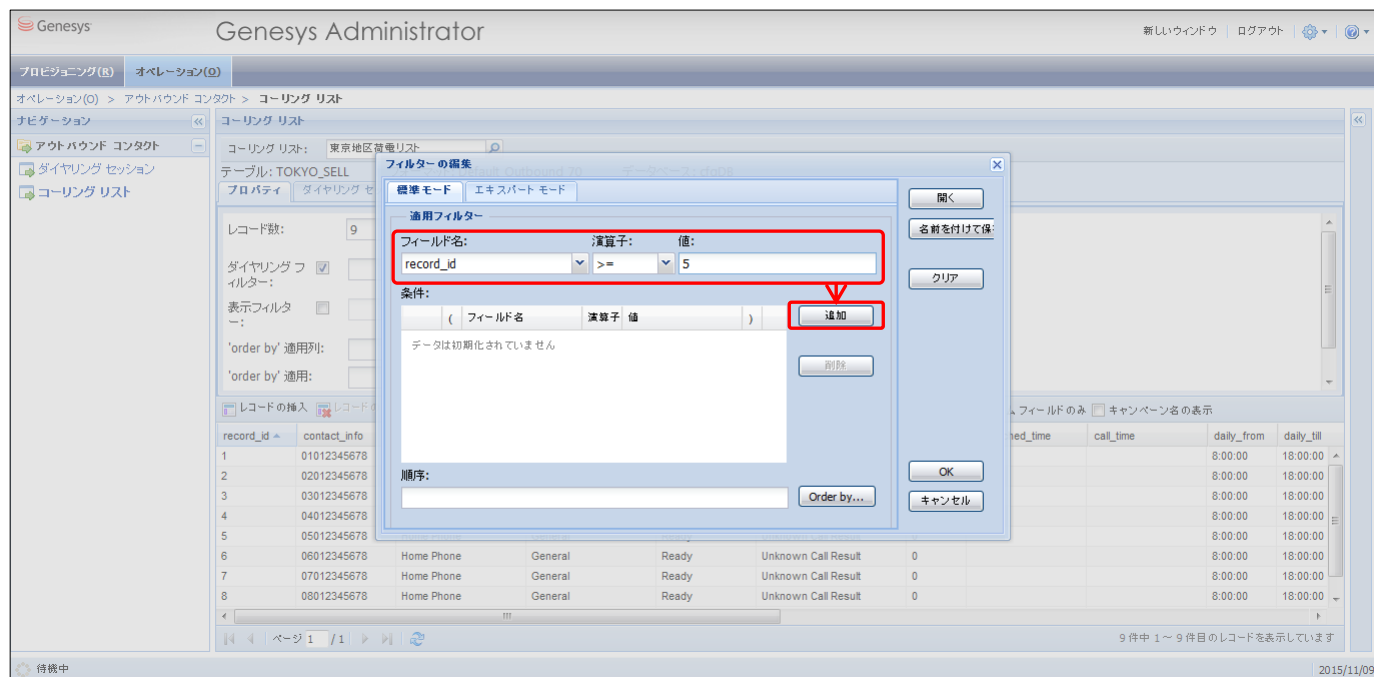 Genesys
Genesys Administrator
新しいウィンドウ ログアウト
プロビジョニング(R) オペレーション(O)
オペレーション(O) > アウトバウンド コンタクト > コーリング リスト
ナビゲーション
コーリング リスト
アウトバウンド コンタクト
ダイヤリング セッション
コーリング リスト
コーリング リスト: 東京地区荷電リスト
テーブル: TOKYO_SELL
プロパティ ダイヤリング セ
レコード数: 9
ダイヤリング フィルター:
表示フィルター:
'order by' 適用列:
'order by' 適用:
フィルターの編集
標準モード エキスパート モード
適用フィルター
フィールド名: 演算子: 値:
record_id >= 5
条件:
( フィールド名 演算子 値 )
データは初期化されていません
追加
削除
順序:
Order by...
開く
名前を付けて保
クリア
OK
キャンセル
レコードの挿入 レコードの
フィールドのみ キャンペーン名の表示
record_id contact_info ned_time call_time daily_from daily_till
1 01012345678 8:00:00 18:00:00
2 02012345678 8:00:00 18:00:00
3 03012345678 8:00:00 18:00:00
4 04012345678 8:00:00 18:00:00
5 05012345678 8:00:00 18:00:00
6 06012345678 Home Phone General Ready Unknown Call Result 0 8:00:00 18:00:00
7 07012345678 Home Phone General Ready Unknown Call Result 0 8:00:00 18:00:00
8 08012345678 Home Phone General Ready Unknown Call Result 0 8:00:00 18:00:00
ページ 1 / 1
9 件中 1 ~ 9 件目のレコードを表示しています
待機中
2015/11/09